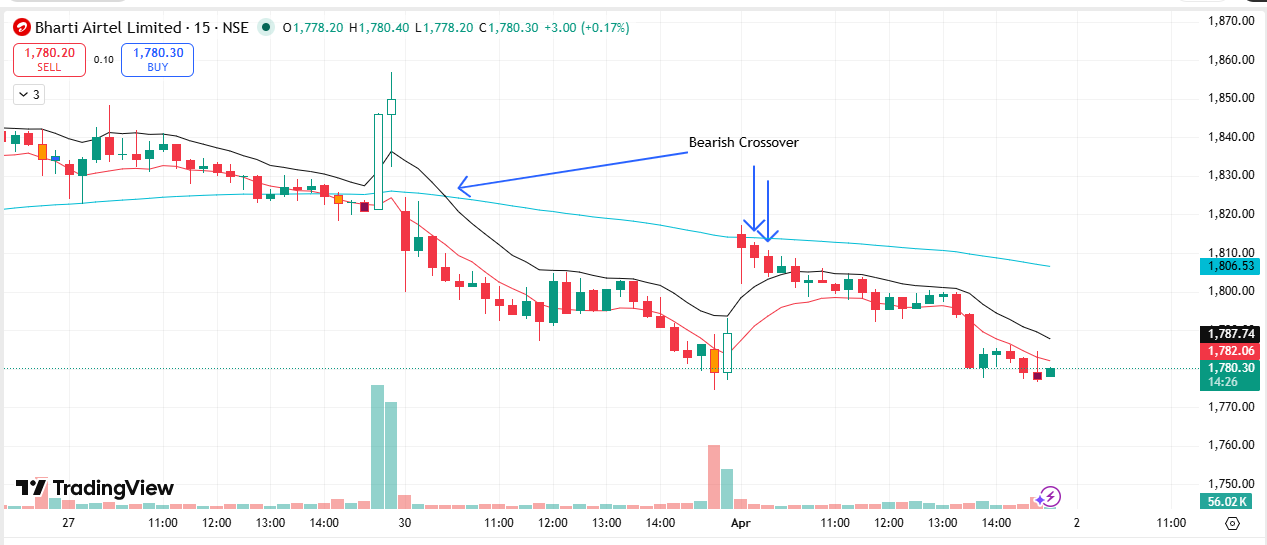 Bharti Airtel Limited · 15 · NSE O1,778.20 H1,780.40 L1,778.20 C1,780.30 +3.00 (+0.17%)
1,780.20
SELL
0.10
1,780.30
BUY
3
Bearish Crossover
1,870.00
1,860.00
1,850.00
1,840.00
1,830.00
1,820.00
1,810.00
1,806.53
1,800.00
1,787.74
1,782.06
1,780.30
14:26
1,770.00
1,760.00
1,750.00
56.02 K
TradingView
27 11:00 12:00 13:00 14:00 30 11:00 12:00 13:00 14:00 Apr 11:00 12:00 13:00 14:00 2 11:00